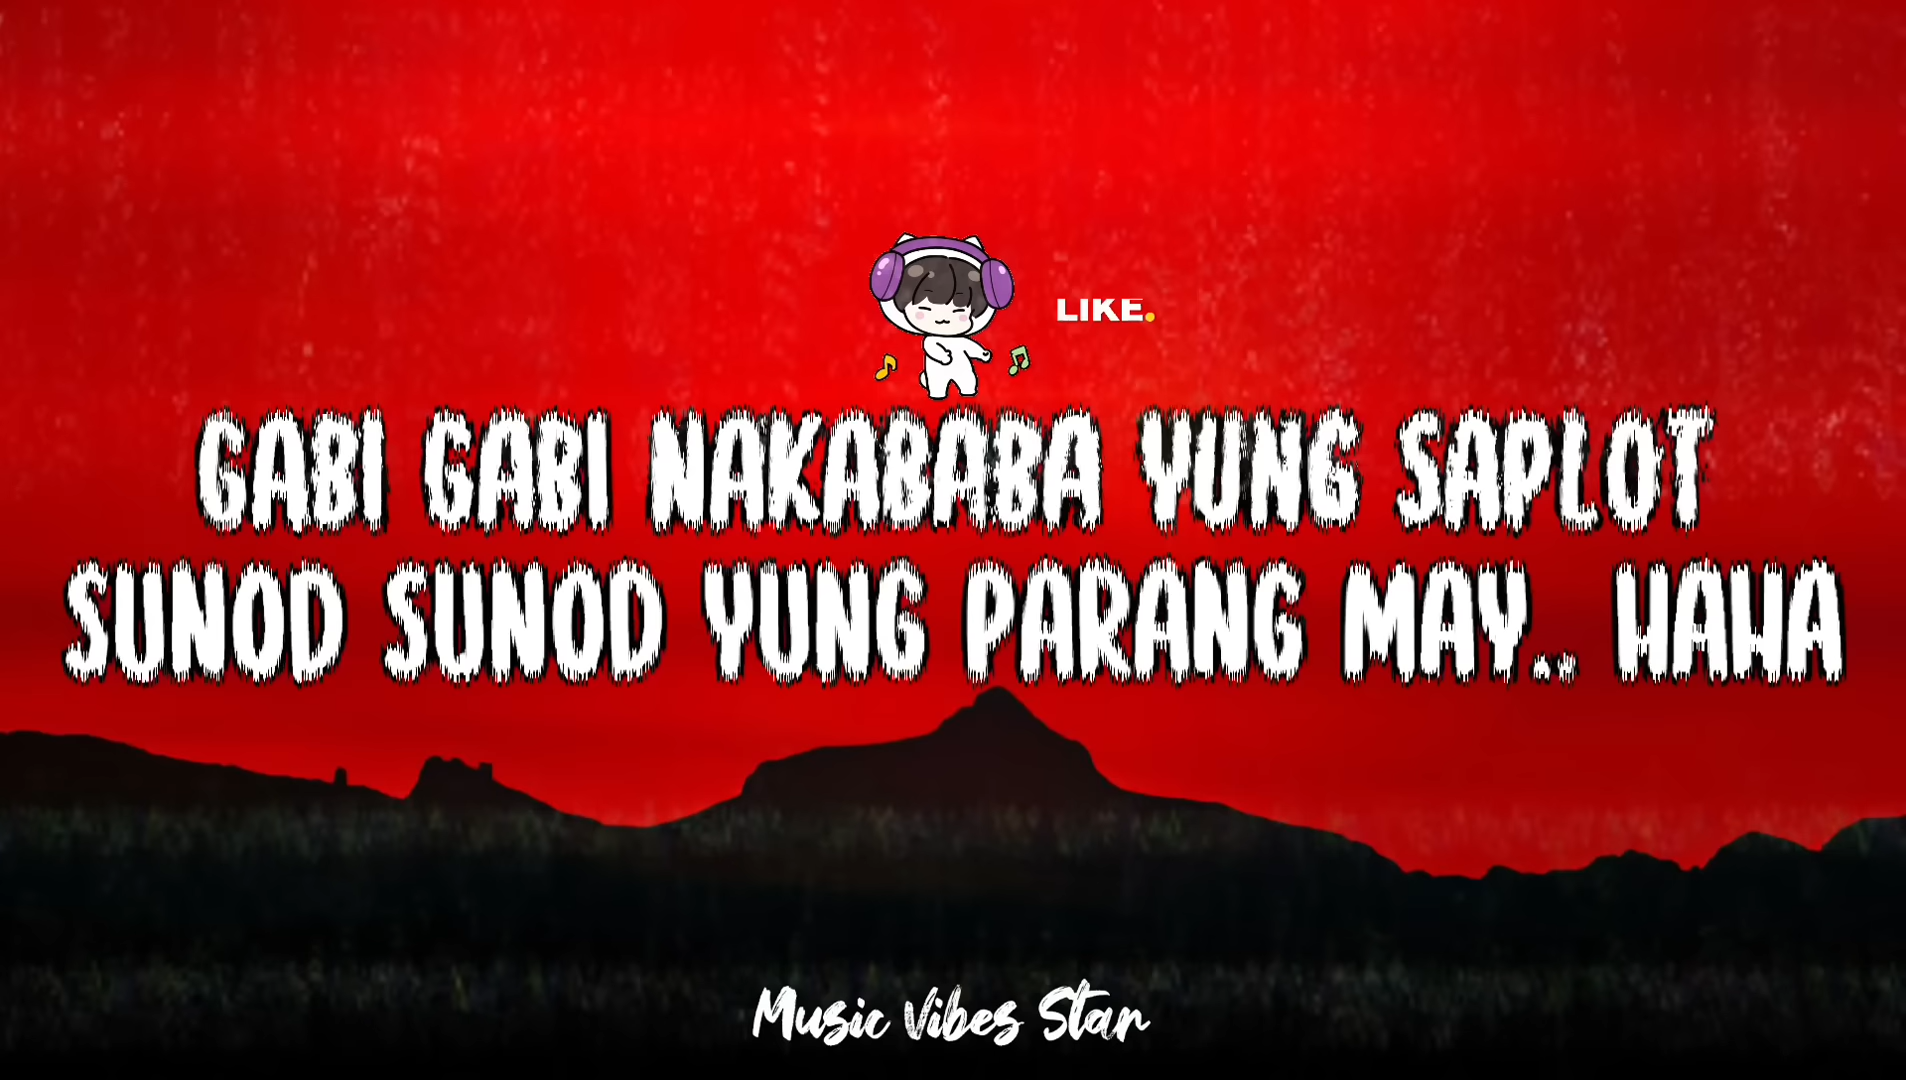 LIKE.
GABI GABI NAKABABA YUNG SAPLOT
SUNOD SUNOD YUNG PARANG MAY.. HAHA
Music Vibes Star